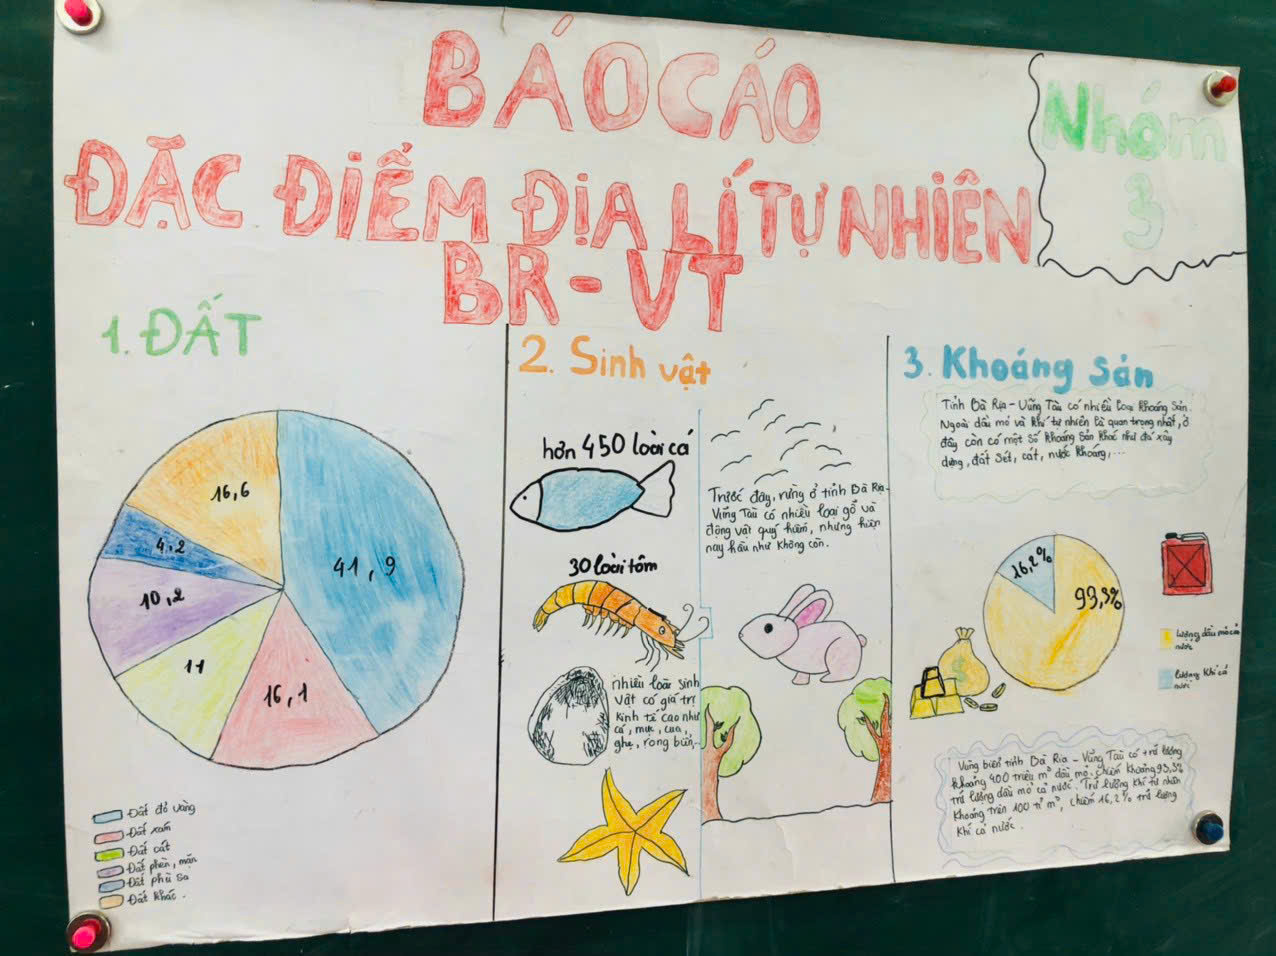 BÁO CÁO
ĐẶC ĐIỂM ĐỊA LÍ TỰ NHIÊN
BR-VT
Nhóm
3
1. ĐẤT
16,6
41,9
4,2
10,2
11
16,1
Đất đỏ vàng
Đất xám
Đất cát
Đất phèn, mặn
Đất phù sa
Đất khác.
2. Sinh vật
hơn 450 loài cá
30 loài tôm
nhiều loài sinh
vật có giá trị
kinh tế cao như
cá, mực, cua,
ghẹ, rong biển,..
Trước đây, rừng ở tỉnh Bà Rịa-
Vũng Tàu có nhiều loại gỗ và
động vật quý hiếm, nhưng hiện
nay hầu như không còn.
3. Khoáng sản
Tỉnh Bà Rịa - Vũng Tàu có nhiều loại khoáng sản.
Ngoài dầu mỏ và khí tự nhiên là quan trọng nhất, ở
đây còn có một số khoáng sản khác như đá xây
dựng, đất sét, cát, nước khoáng,...
16,2%
93,3%
$
Lượng dầu mỏ cả
nước
Lượng khí cả
nước
Vùng biển tỉnh Bà Rịa - Vũng Tàu có trữ lượng
khoảng 400 triệu m³ dầu mỏ, chiếm khoảng 93,3%
trữ lượng dầu mỏ cả nước. Trữ lượng khí tự nhiên
khoảng trên 100 tỉ m³, chiếm 16,2% trữ lượng
khí cả nước.